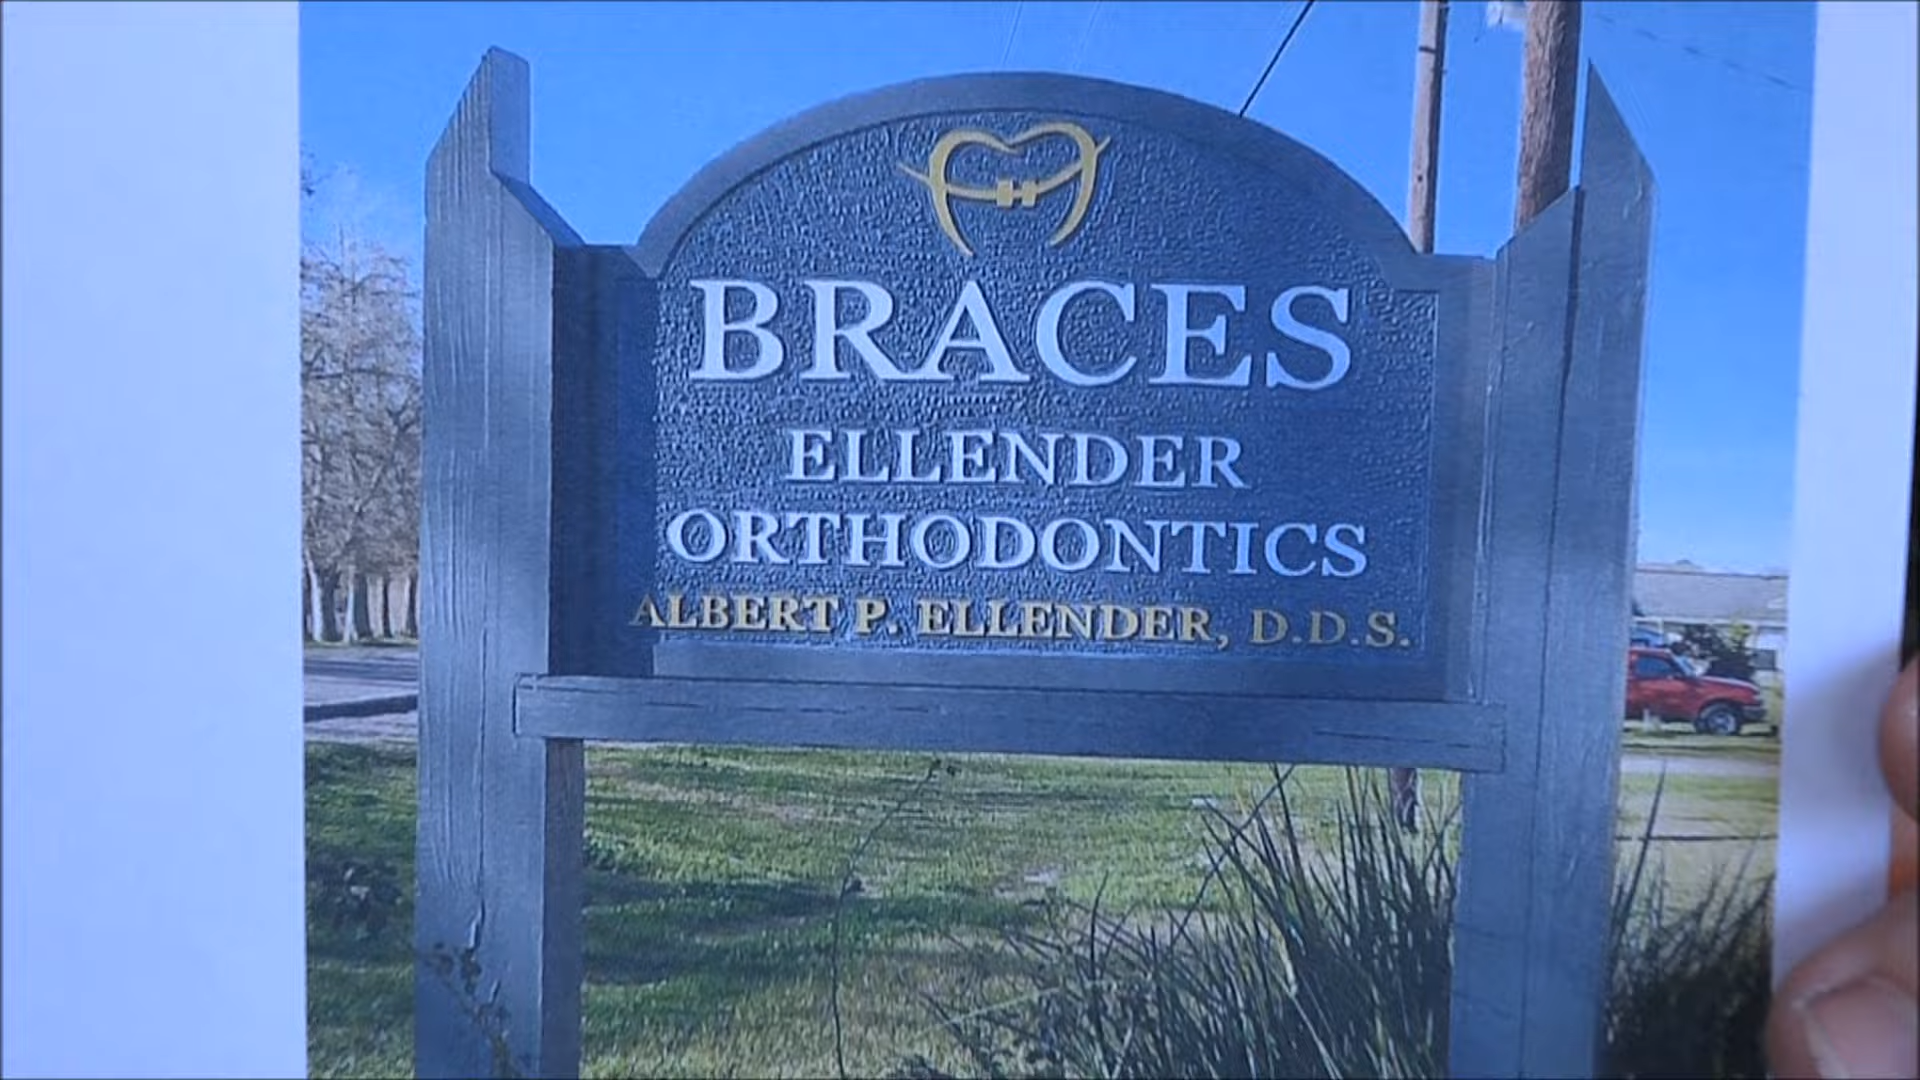 BRACES
ELLENDER
ORTHODONTICS
ALBERT P. ELLENDER, D.D.S.